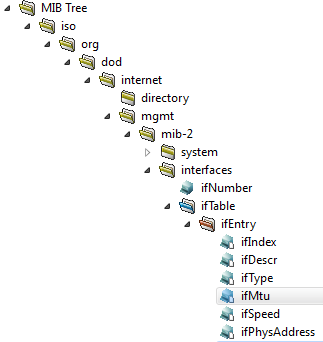 MIB Tree
iso
org
dod
internet
directory
mgmt
mib-2
system
interfaces
ifNumber
ifTable
ifEntry
ifIndex
ifDescr
ifType
ifMtu
ifSpeed
ifPhysAddress